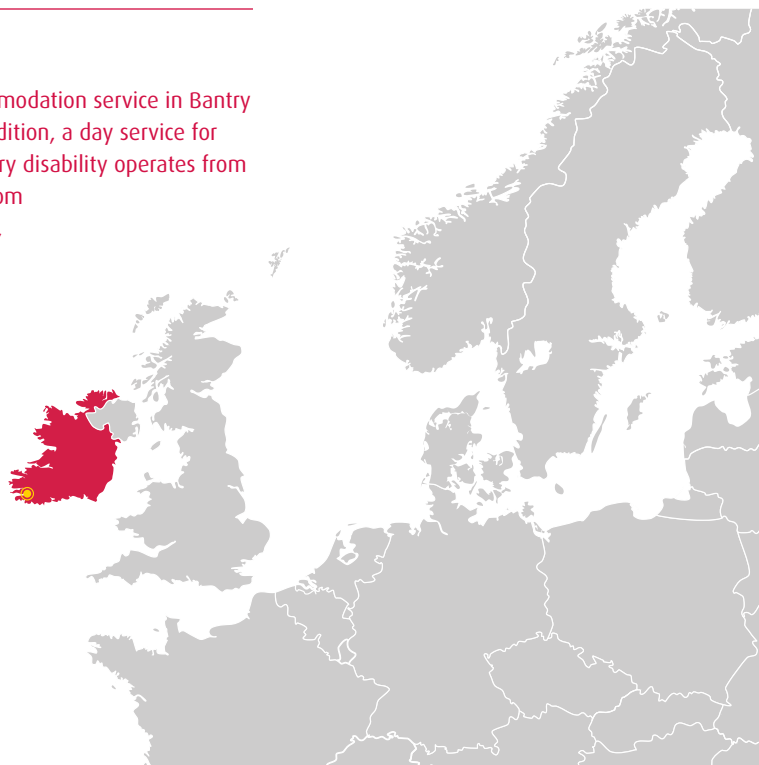 modation service in Bantry
dition, a day service for
ry disability operates from
om